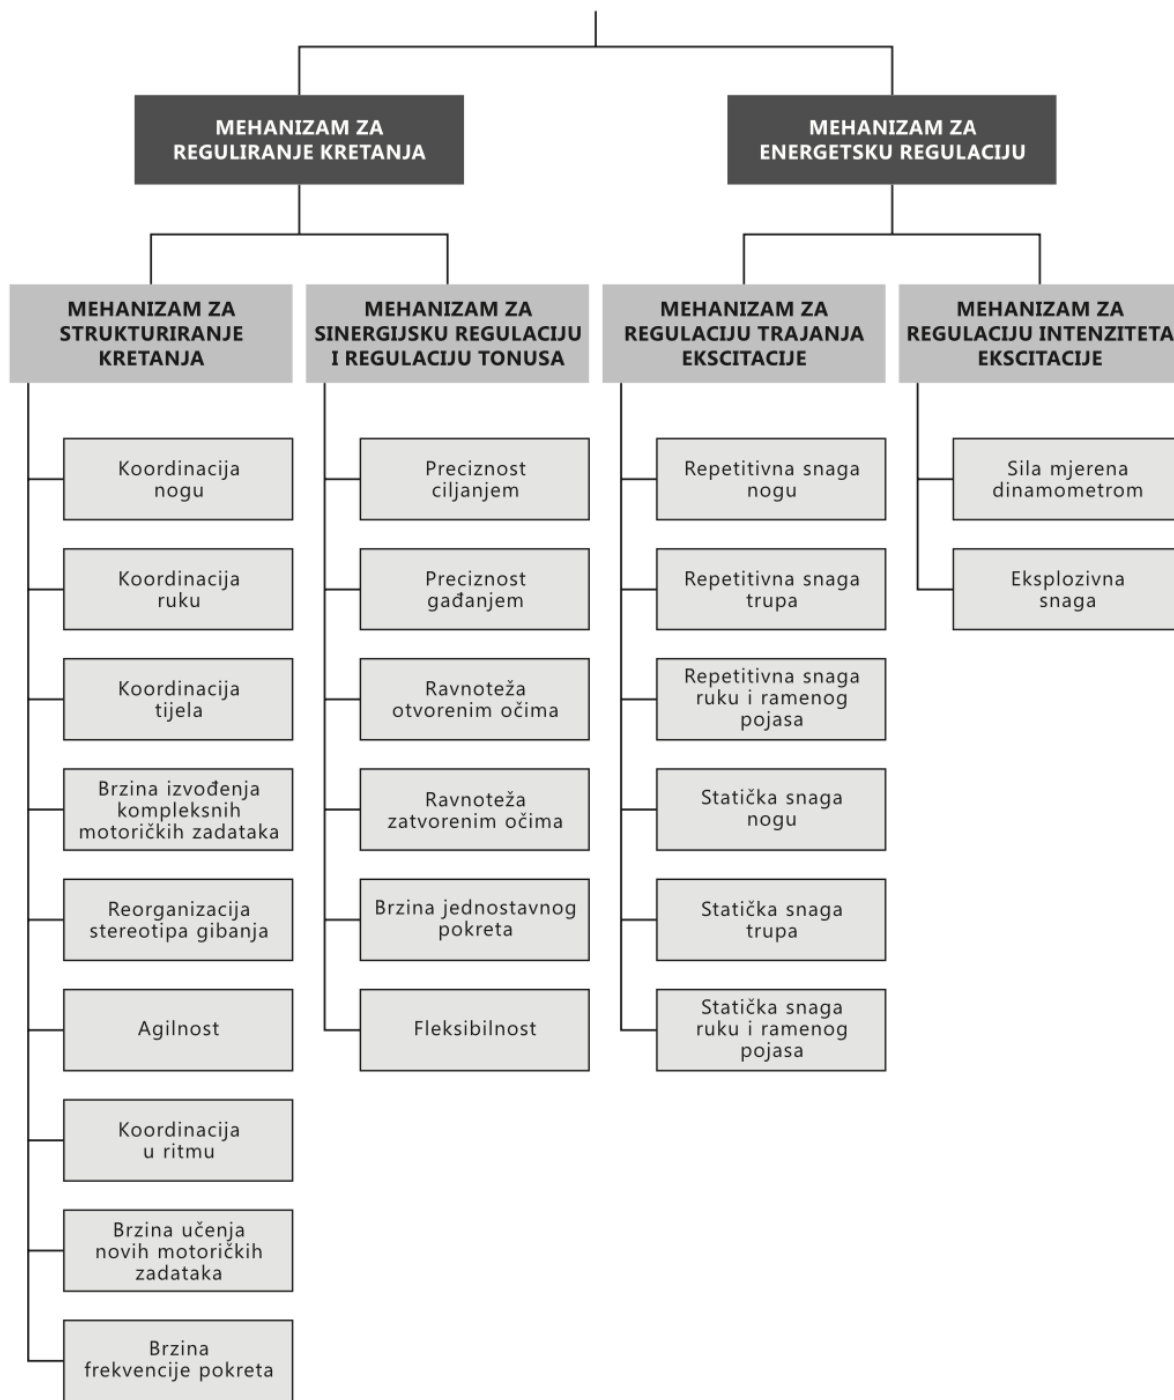 MEHANIZAM ZA
REGULIRANJE KRETANJA
MEHANIZAM ZA
ENERGETSKU REGULACIJU
MEHANIZAM ZA
STRUKTURIRANJE
KRETANJA
MEHANIZAM ZA
SINERGIJSKU REGULACIJU
I REGULACIJU TONUSA
MEHANIZAM ZA
REGULACIJU TRAJANJA
EKSCITACIJE
MEHANIZAM ZA
REGULACIJU INTENZITETA
EKSCITACIJE
Koordinacija
nogu
Koordinacija
ruku
Koordinacija
tijela
Brzina izvođenja
kompleksnih
motoričkih zadataka
Reorganizacija
stereotipa gibanja
Agilnost
Koordinacija
u ritmu
Brzina učenja
novih motoričkih
zadataka
Brzina
frekvencije pokreta
Preciznost
ciljanjem
Preciznost
gađanjem
Ravnoteža
otvorenim očima
Ravnoteža
zatvorenim očima
Brzina jednostavnog
pokreta
Fleksibilnost
Repetitivna snaga
nogu
Repetitivna snaga
trupa
Repetitivna snaga
ruku i ramenog
pojasa
Statička snaga
nogu
Statička snaga
trupa
Statička snaga
ruku i ramenog
pojasa
Sila mjerena
dinamometrom
Eksplozivna
snaga